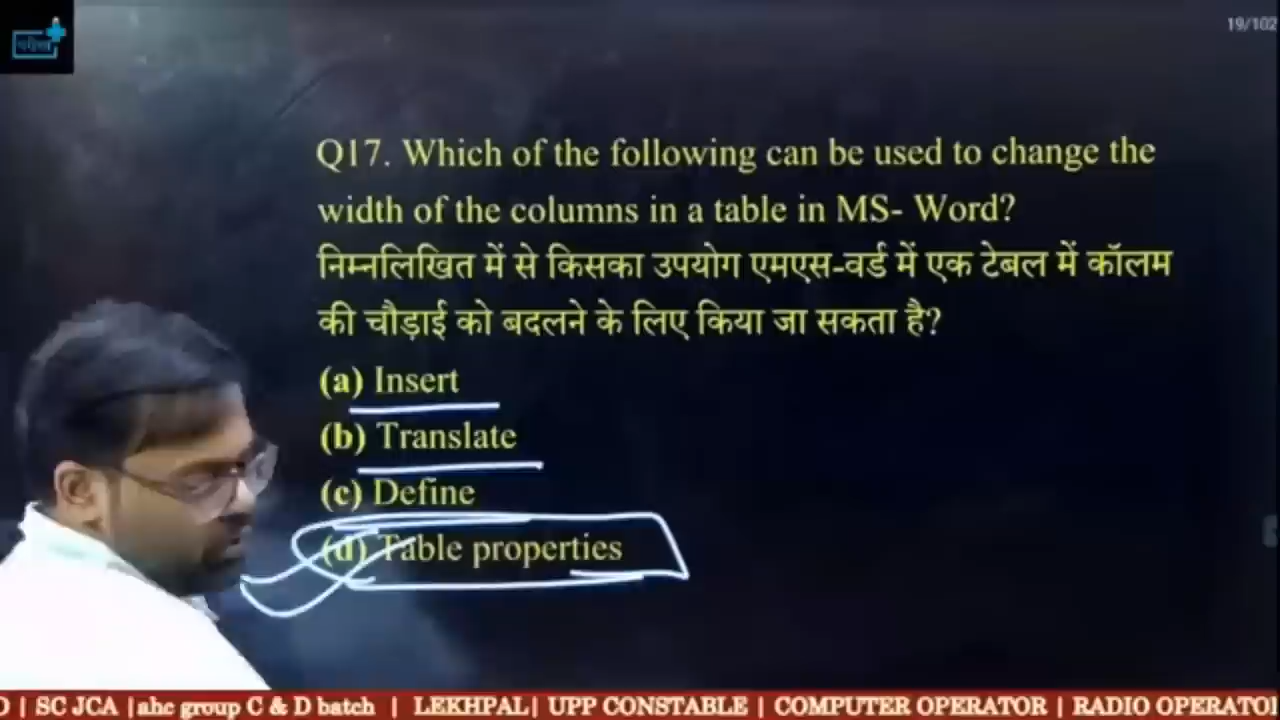 19/102
Q17. Which of the following can be used to change the
width of the columns in a table in MS- Word?
निम्नलिखित में से किसका उपयोग एमएस-वर्ड में एक टेबल में कॉलम
की चौड़ाई को बदलने के लिए किया जा सकता है?
(a) Insert
(b) Translate
(c) Define
(d) Table properties
| SC JCA |ahc group C & D batch | LEKHPAL| UPP CONSTABLE | COMPUTER OPERATOR | RADIO OPERATO